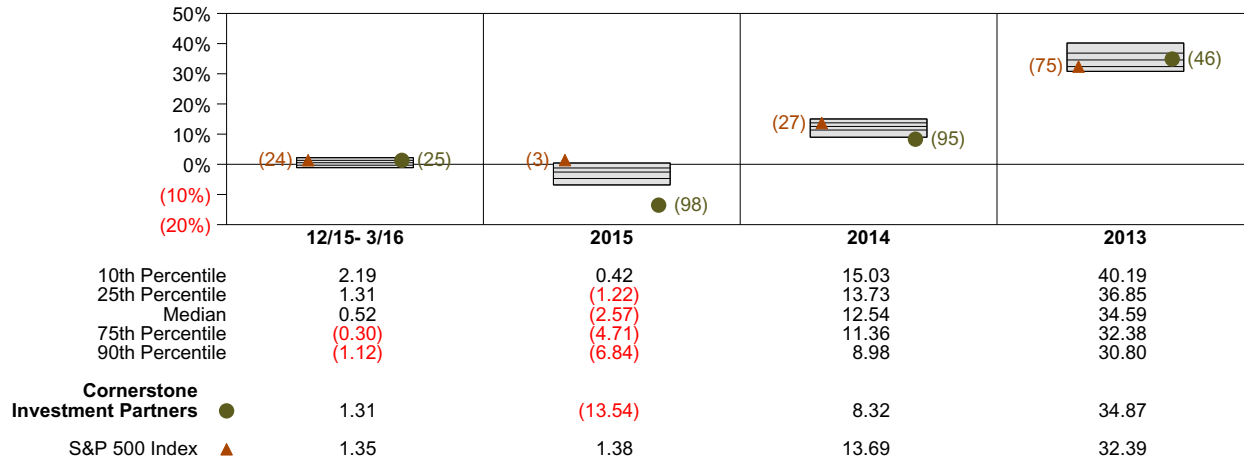 50%
40%
30%
20%
10%
0%
(10%)
(20%)
(24) (25)
(3) (98)
(27) (95)
(75) (46)
12/15- 3/16 2015 2014 2013
10th Percentile 2.19 0.42 15.03 40.19
25th Percentile 1.31 (1.22) 13.73 36.85
Median 0.52 (2.57) 12.54 34.59
75th Percentile (0.30) (4.71) 11.36 32.38
90th Percentile (1.12) (6.84) 8.98 30.80
Cornerstone
Investment Partners 1.31 (13.54) 8.32 34.87
S&P 500 Index 1.35 1.38 13.69 32.39